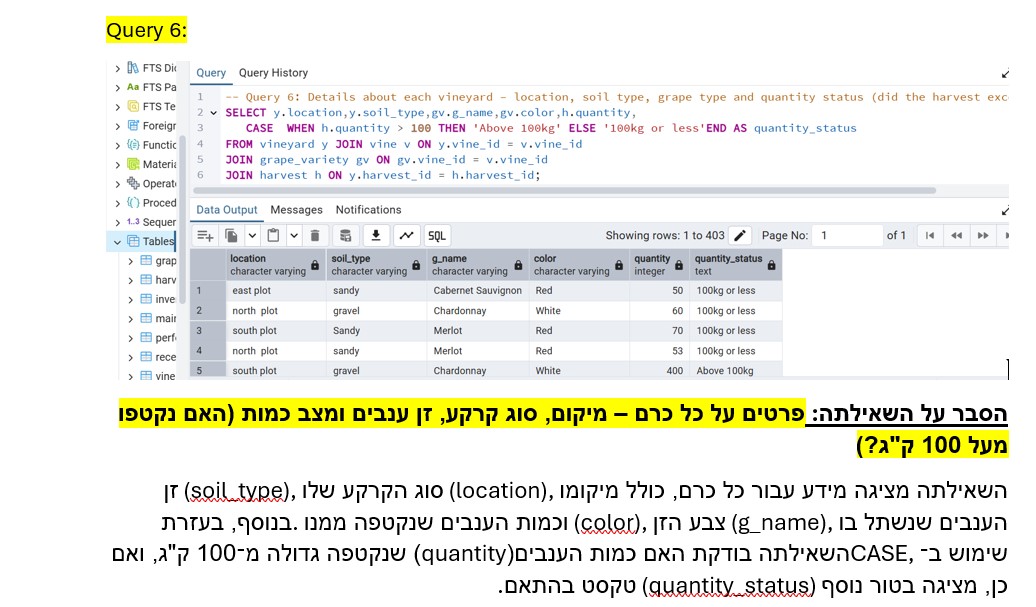 Query 6:
FTS Dic
FTS Pa
FTS Te
Foreigr
Functic
Materia
Operat
Proced
1..3 Sequer
Tables
grap
harv
inve
mair
perf
rece
vine
Query Query History
1 -- Query 6: Details about each vineyard – location, soil type, grape type and quantity status (did the harvest exc
2 SELECT y.location,y.soil_type,gv.g_name,gv.color,h.quantity,
3 CASE WHEN h.quantity > 100 THEN 'Above 100kg' ELSE '100kg or less'END AS quantity_status
4 FROM vineyard y JOIN vine v ON y.vine_id = v.vine_id
5 JOIN grape_variety gv ON gv.vine_id = v.vine_id
6 JOIN harvest h ON y.harvest_id = h.harvest_id;
Data Output Messages Notifications
SQL Showing rows: 1 to 403 Page No: 1 of 1
location soil_type g_name color quantity quantity_status
character varying character varying character varying character varying integer text
1 east plot sandy Cabernet Sauvignon Red 50 100kg or less
2 north plot gravel Chardonnay White 60 100kg or less
3 south plot Sandy Merlot Red 70 100kg or less
4 north plot sandy Merlot Red 53 100kg or less
5 south plot gravel Chardonnay White 400 Above 100kg
הסבר על השאילתה: פרטים על כל כרם – מיקום, סוג קרקע, זן ענבים ומצב כמות (האם נקטפו
מעל 100 ק"ג?)
השאילתה מציגה מידע עבור כל כרם, כולל מיקומו ,(location) סוג הקרקע שלו ,(soil_type) זן
הענבים שנשתל בו ,(g_name) צבע הזן ,(color) וכמות הענבים שנקטפה ממנו .בנוסף, בעזרת
שימוש ב־ ,CASEהשאילתה בודקת האם כמות הענבים(quantity) שנקטפה גדולה מ־100 ק"ג, ואם
כן, מציגה בטור נוסף (quantity_status) טקסט בהתאם.